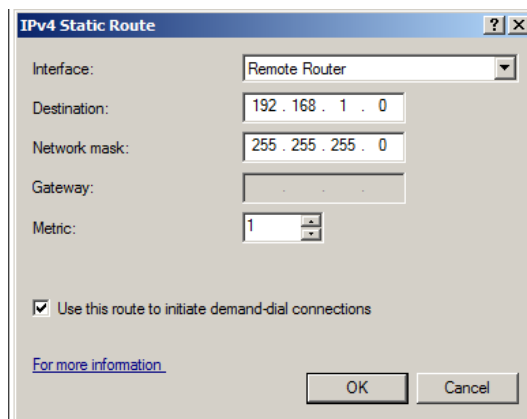 IPv4 Static Route
Interface: Remote Router
Destination: 192 . 168 . 1 . 0
Network mask: 255 . 255 . 255 . 0
Gateway: . . .
Metric: 1
Use this route to initiate demand-dial connections
For more information
OK Cancel